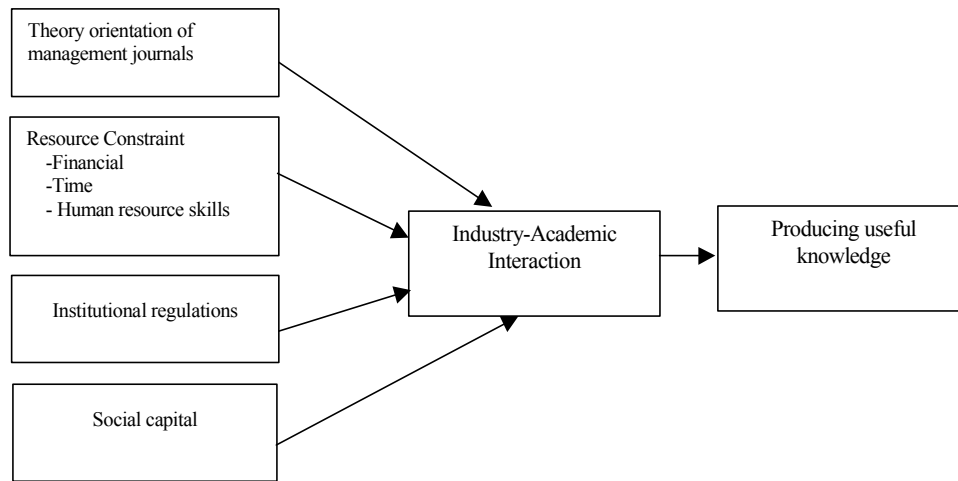 Theory orientation of
management journals
Resource Constraint
-Financial
-Time
- Human resource skills
Institutional regulations
Social capital
Industry-Academic
Interaction
Producing useful
knowledge